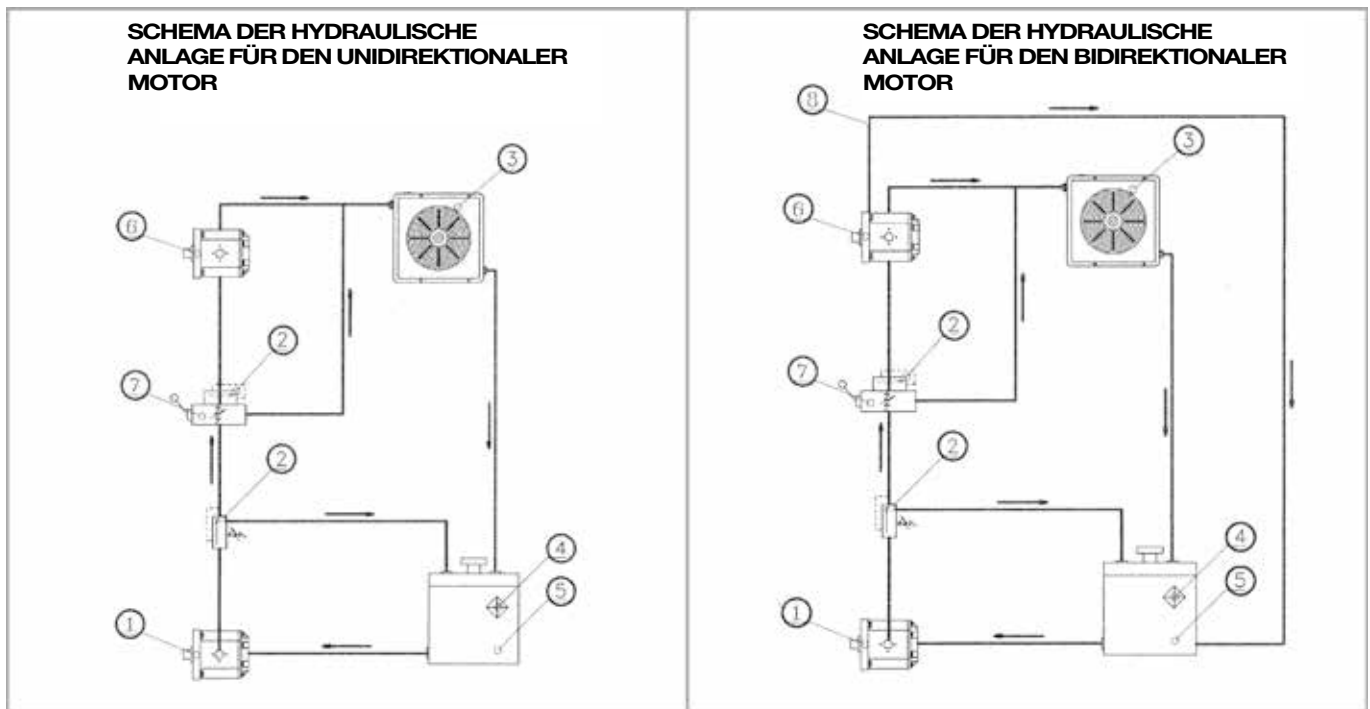 SCHEMA DER HYDRAULISCHE
ANLAGE FÜR DEN UNIDIREKTIONALER
MOTOR
3
6
2
7
2
4
5
1
SCHEMA DER HYDRAULISCHE
ANLAGE FÜR DEN BIDIREKTIONALER
MOTOR
8
3
6
2
7
2
4
5
1